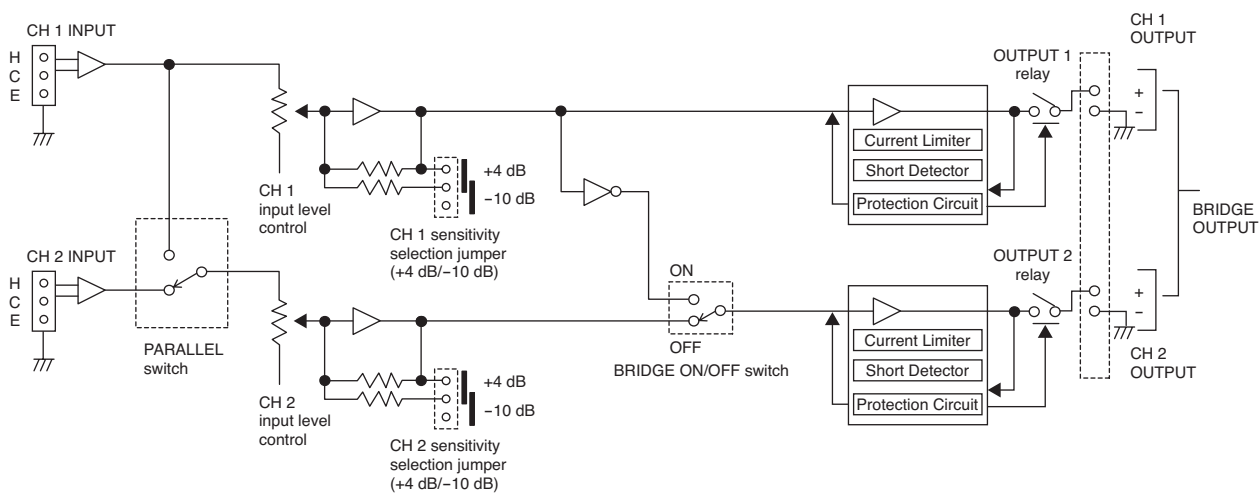 CH 1 INPUT
H
C
E
CH 1
input level
control
+4 dB
−10 dB
CH 1 sensitivity
selection jumper
(+4 dB/−10 dB)
OUTPUT 1
relay
Current Limiter
Short Detector
Protection Circuit
CH 1
OUTPUT
+
−
BRIDGE
OUTPUT
CH 2 INPUT
H
C
E
PARALLEL
switch
CH 2
input level
control
+4 dB
−10 dB
CH 2 sensitivity
selection jumper
(+4 dB/−10 dB)
ON
OFF
BRIDGE ON/OFF switch
OUTPUT 2
relay
Current Limiter
Short Detector
Protection Circuit
+
−
CH 2
OUTPUT